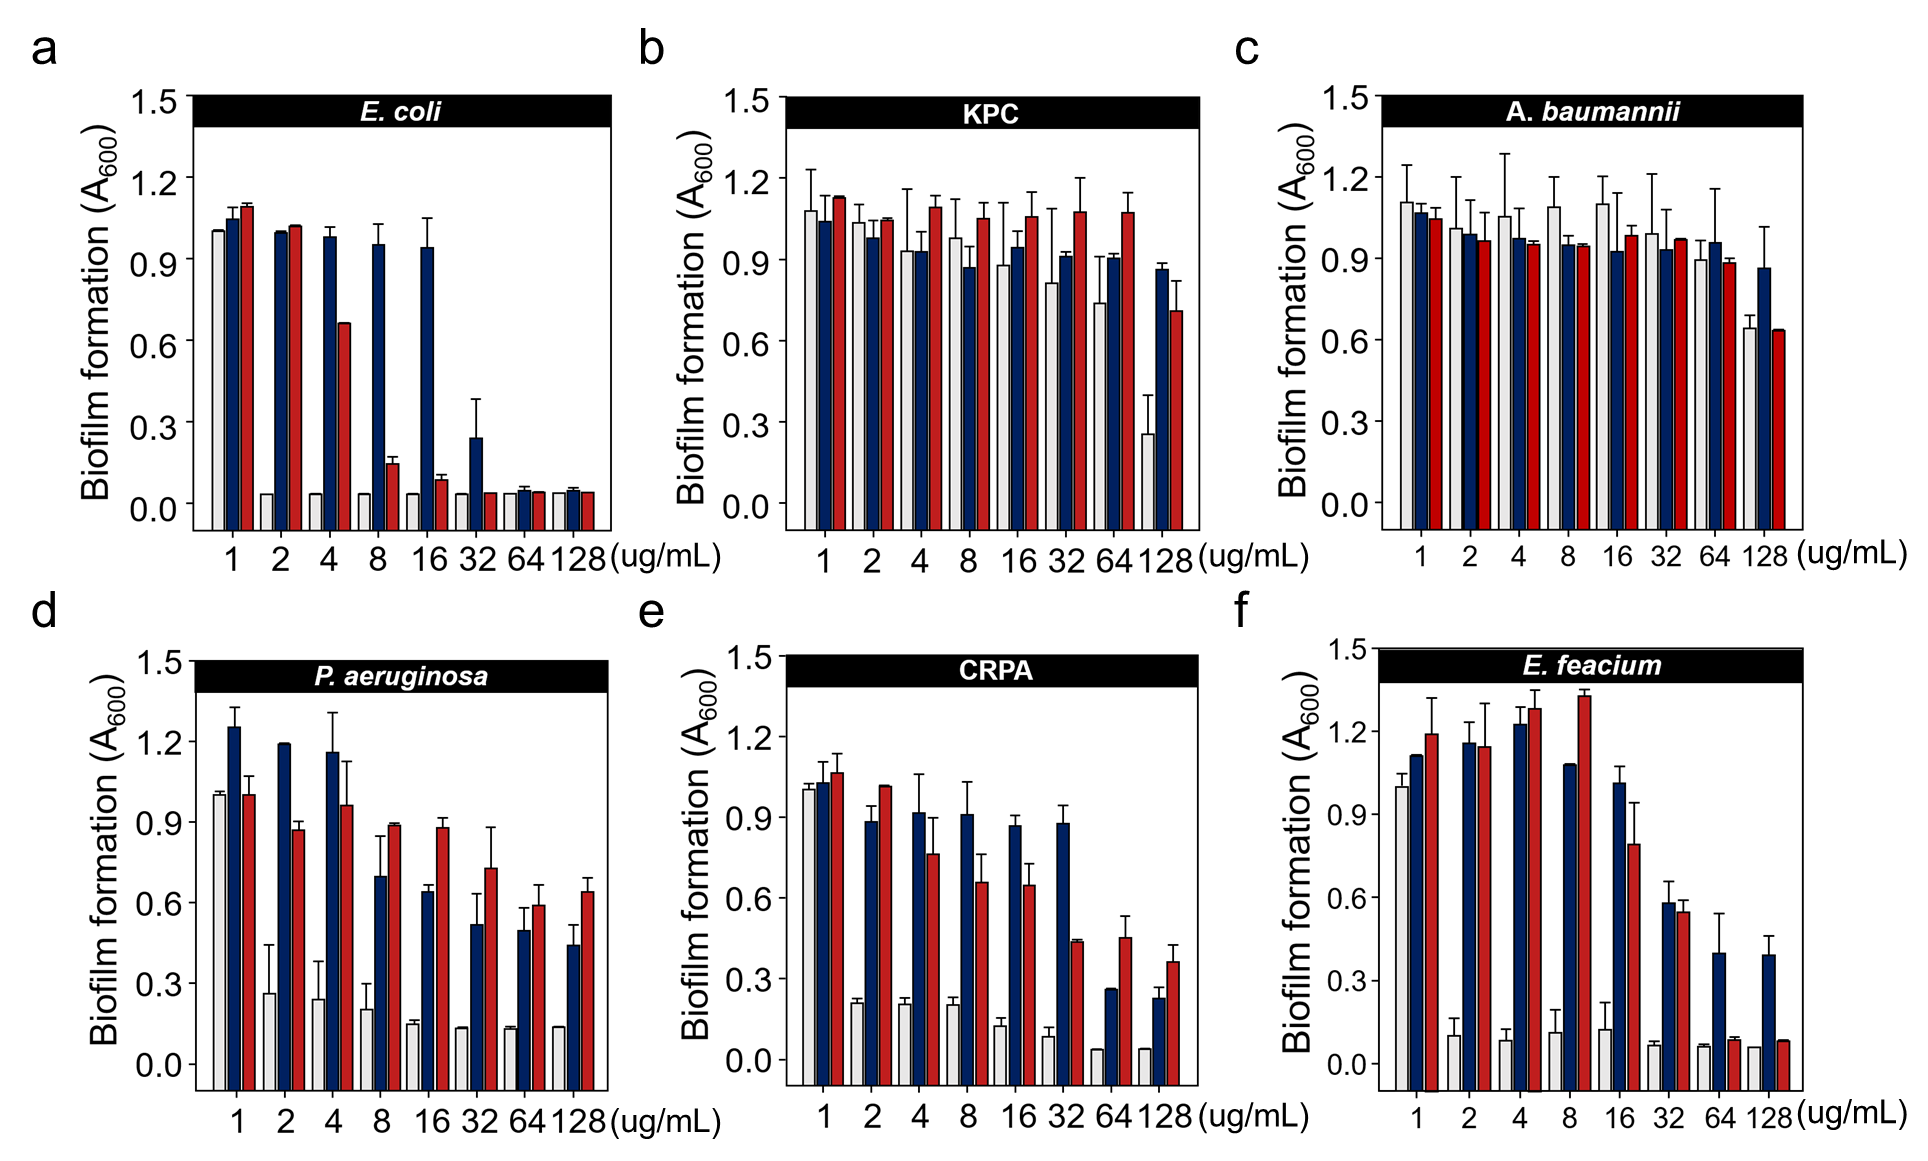 a
E. coli
Biofilm formation (A600)
1.5
1.2
0.9
0.6
0.3
0.0
1 2 4 8 16 32 64 128 (ug/mL)
b
KPC
Biofilm formation (A600)
1.5
1.2
0.9
0.6
0.3
0.0
1 2 4 8 16 32 64 128 (ug/mL)
c
A. baumannii
Biofilm formation (A600)
1.5
1.2
0.9
0.6
0.3
0.0
1 2 4 8 16 32 64 128 (ug/mL)
d
P. aeruginosa
Biofilm formation (A600)
1.5
1.2
0.9
0.6
0.3
0.0
1 2 4 8 16 32 64 128 (ug/mL)
e
CRPA
Biofilm formation (A600)
1.5
1.2
0.9
0.6
0.3
0.0
1 2 4 8 16 32 64 128 (ug/mL)
f
E. feacium
Biofilm formation (A600)
1.5
1.2
0.9
0.6
0.3
0.0
1 2 4 8 16 32 64 128 (ug/mL)